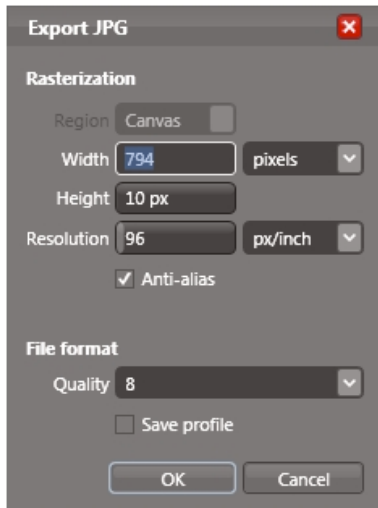 Export JPG
Rasterization
Region Canvas
Width 794 pixels
Height 10 px
Resolution 96 px/inch
Anti-alias
File format
Quality 8
Save profile
OK Cancel